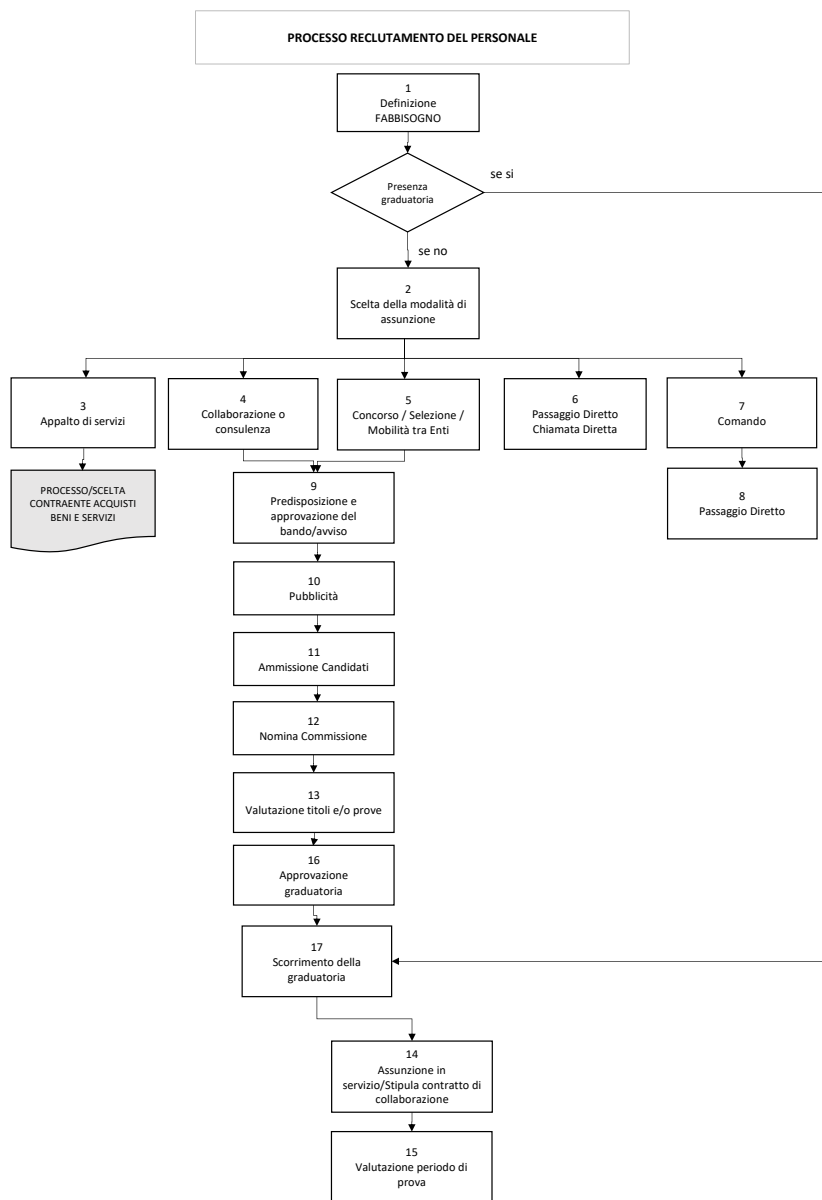 PROCESSO RECLUTAMENTO DEL PERSONALE
1
Definizione
FABBISOGNO
Presenza
graduatoria
se si
se no
2
Scelta della modalità di
assunzione
3
Appalto di servizi
4
Collaborazione o
consulenza
5
Concorso / Selezione /
Mobilità tra Enti
6
Passaggio Diretto
Chiamata Diretta
7
Comando
PROCESSO/SCELTA
CONTRAENTE ACQUISTI
BENI E SERVIZI
9
Predisposizione e
approvazione del
bando/avviso
8
Passaggio Diretto
10
Pubblicità
11
Ammissione Candidati
12
Nomina Commissione
13
Valutazione titoli e/o prove
16
Approvazione
graduatoria
17
Scorrimento della
graduatoria
14
Assunzione in
servizio/Stipula contratto di
collaborazione
15
Valutazione periodo di
prova